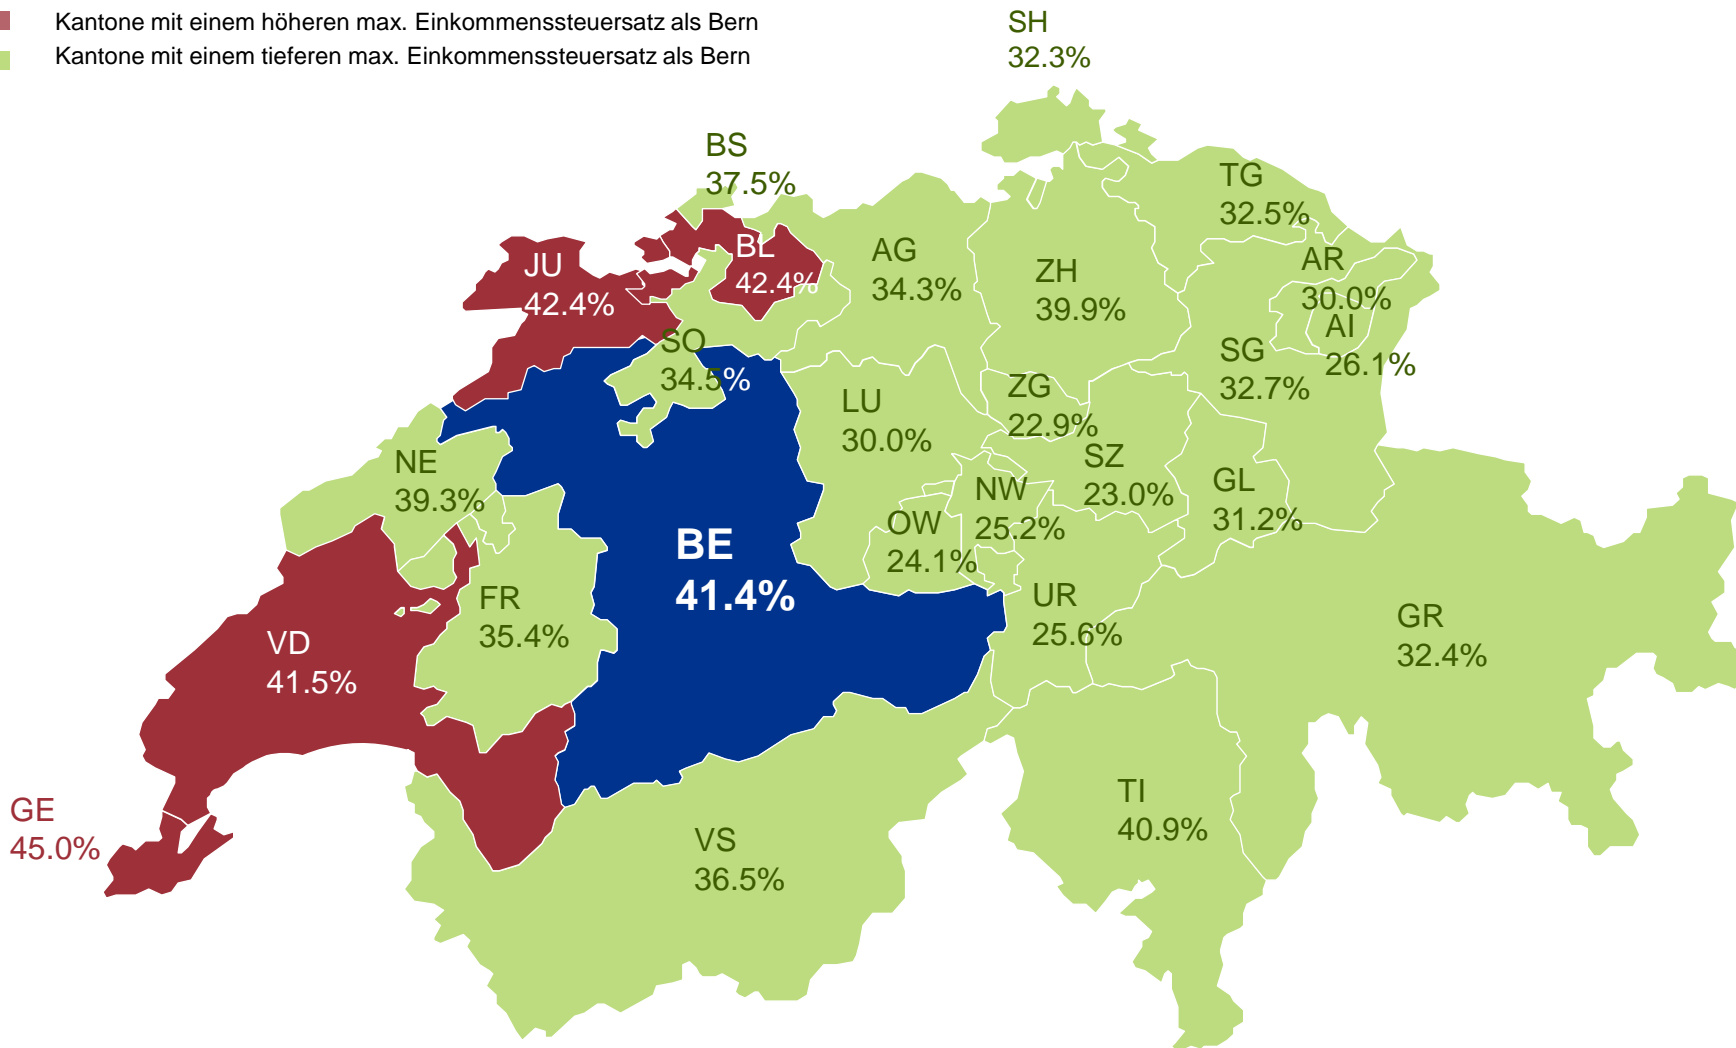 Kantone mit einem höheren max. Einkommenssteuersatz als Bern
Kantone mit einem tieferen max. Einkommenssteuersatz als Bern
SH
32.3%
BS
37.5%
TG
32.5%
BL
42.4%
AG
34.3%
ZH
39.9%
AR
30.0%
JU
42.4%
AI
26.1%
SO
34.5%
SG
32.7%
ZG
22.9%
LU
30.0%
SZ
23.0%
NE
39.3%
GL
31.2%
NW
25.2%
OW
24.1%
BE
41.4%
FR
35.4%
UR
25.6%
GR
32.4%
VD
41.5%
TI
40.9%
GE
45.0%
VS
36.5%